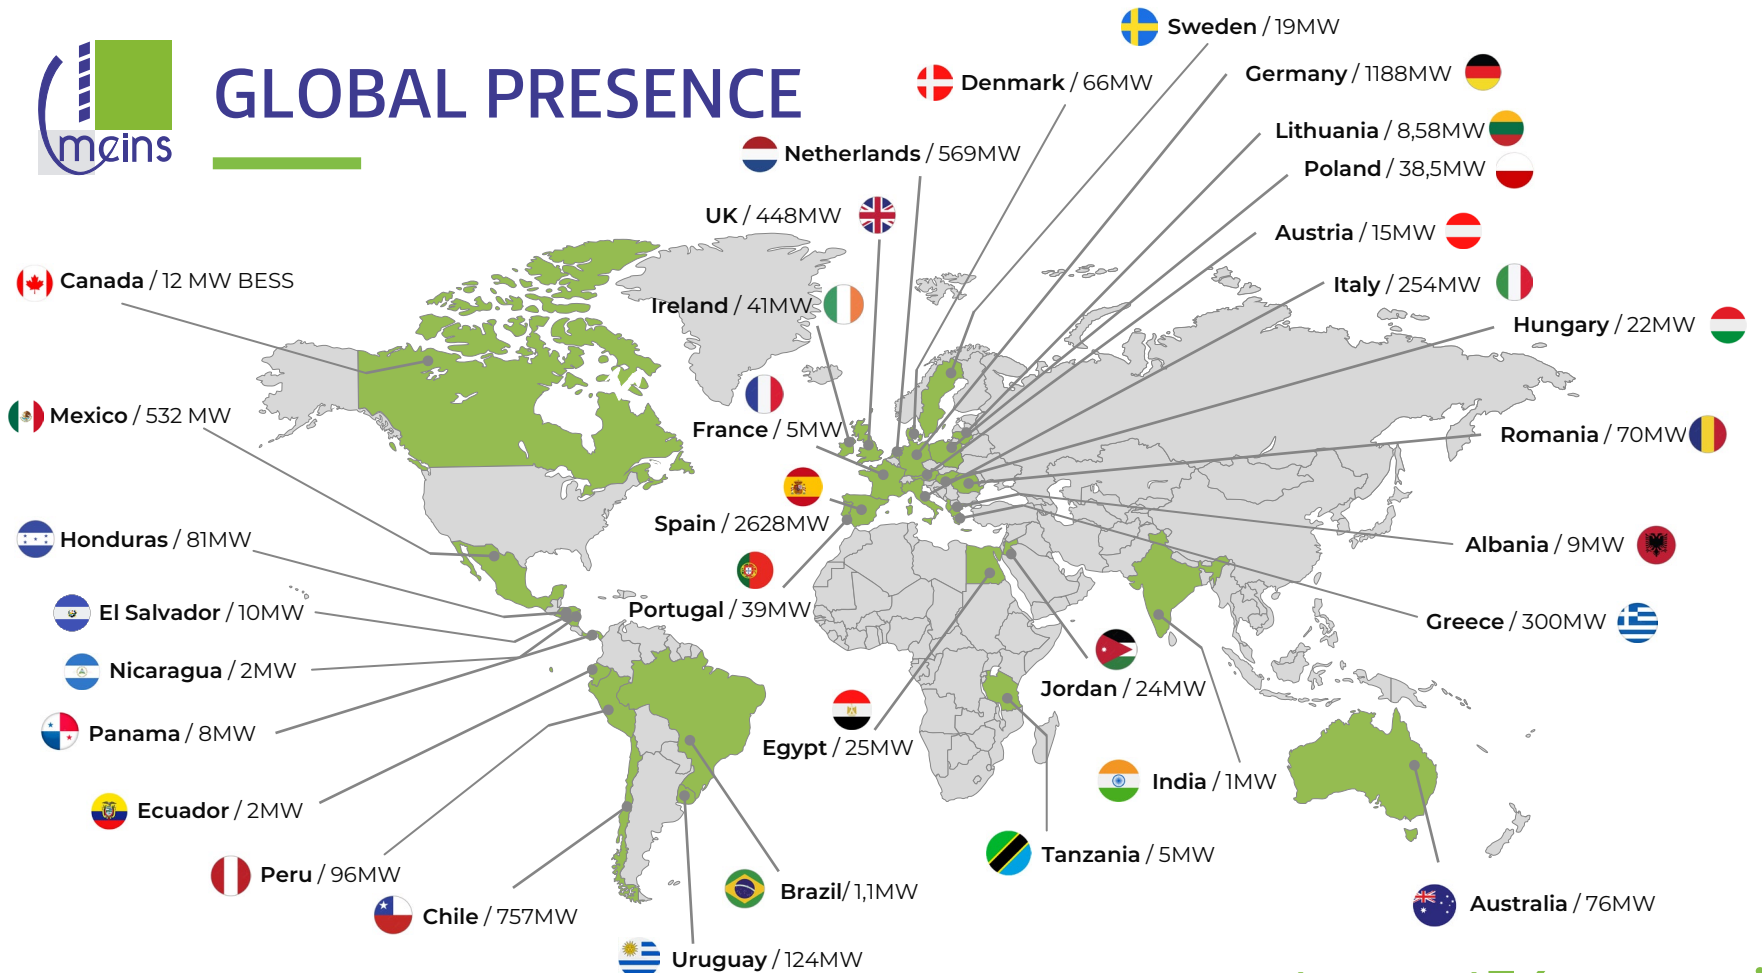 meins
GLOBAL PRESENCE
Sweden / 19MW
Denmark / 66MW
Germany / 1188MW
Netherlands / 569MW
Lithuania / 8,58MW
Poland / 38,5MW
UK / 448MW
Austria / 15MW
Canada / 12 MW BESS
Ireland / 41MW
Italy / 254MW
Hungary / 22MW
Mexico / 532 MW
France / 5MW
Romania / 70MW
Spain / 2628MW
Honduras / 81MW
Albania / 9MW
El Salvador / 10MW
Portugal / 39MW
Greece / 300MW
Nicaragua / 2MW
Jordan / 24MW
Panama / 8MW
Egypt / 25MW
India / 1MW
Ecuador / 2MW
Tanzania / 5MW
Peru / 96MW
Brazil/ 1,1MW
Chile / 757MW
Australia / 76MW
Uruguay / 124MW